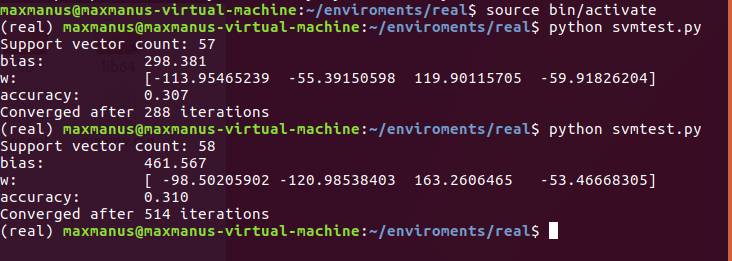 maxmanus@maxmanus-virtual-machine:~/enviroments/real$ source bin/activate
(real) maxmanus@maxmanus-virtual-machine:~/enviroments/real$ python svmtest.py
Support vector count: 57
bias:           298.381
w:              [-113.95465239  -55.39150598  119.90115705  -59.91826204]
accuracy:       0.307
Converged after 288 iterations
(real) maxmanus@maxmanus-virtual-machine:~/enviroments/real$ python svmtest.py
Support vector count: 58
bias:           461.567
w:              [ -98.50205902 -120.98538403  163.2606465   -53.46668305]
accuracy:       0.310
Converged after 514 iterations
(real) maxmanus@maxmanus-virtual-machine:~/enviroments/real$